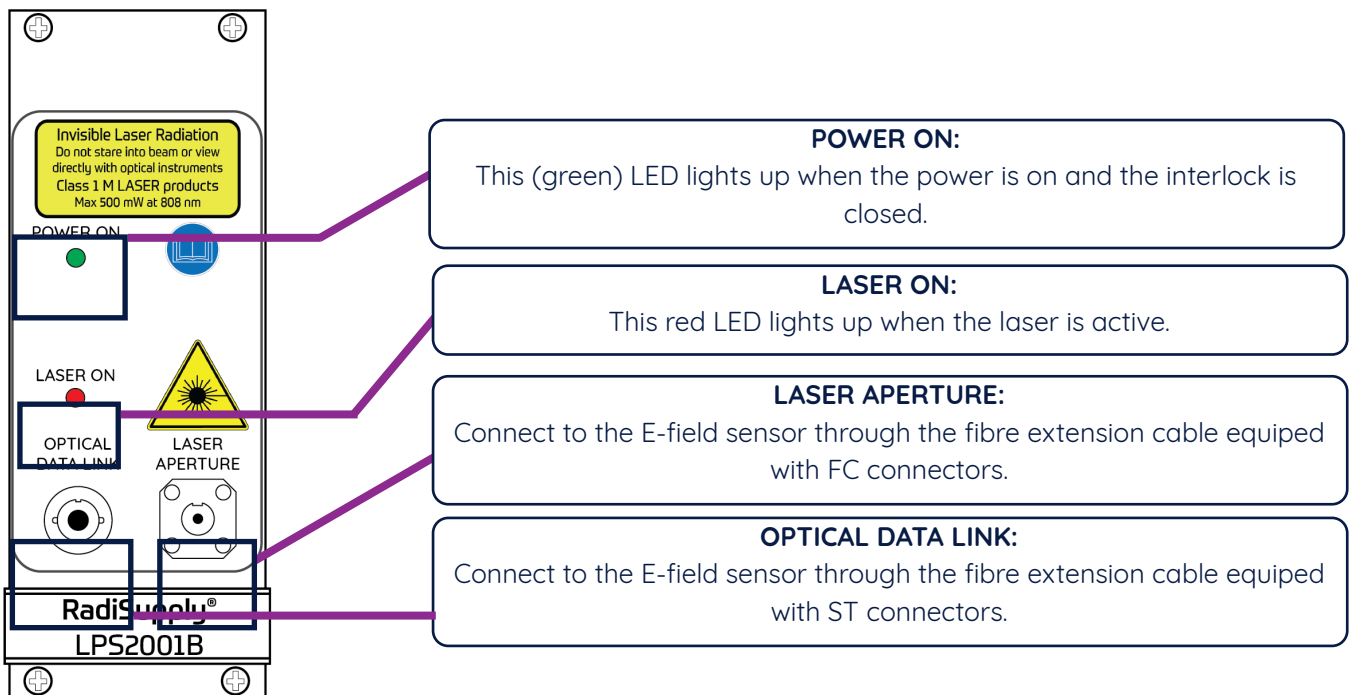 Invisible Laser Radiation
Do not stare into beam or view
directly with optical instruments
Class 1 M LASER products
Max 500 mW at 808 nm
POWER ON
LASER ON
OPTICAL
DATA LINK
LASER
APERTURE
RadiSupply®
LPS2001B
POWER ON:
This (green) LED lights up when the power is on and the interlock is
closed.
LASER ON:
This red LED lights up when the laser is active.
LASER APERTURE:
Connect to the E-field sensor through the fibre extension cable equiped
with FC connectors.
OPTICAL DATA LINK:
Connect to the E-field sensor through the fibre extension cable equiped
with ST connectors.